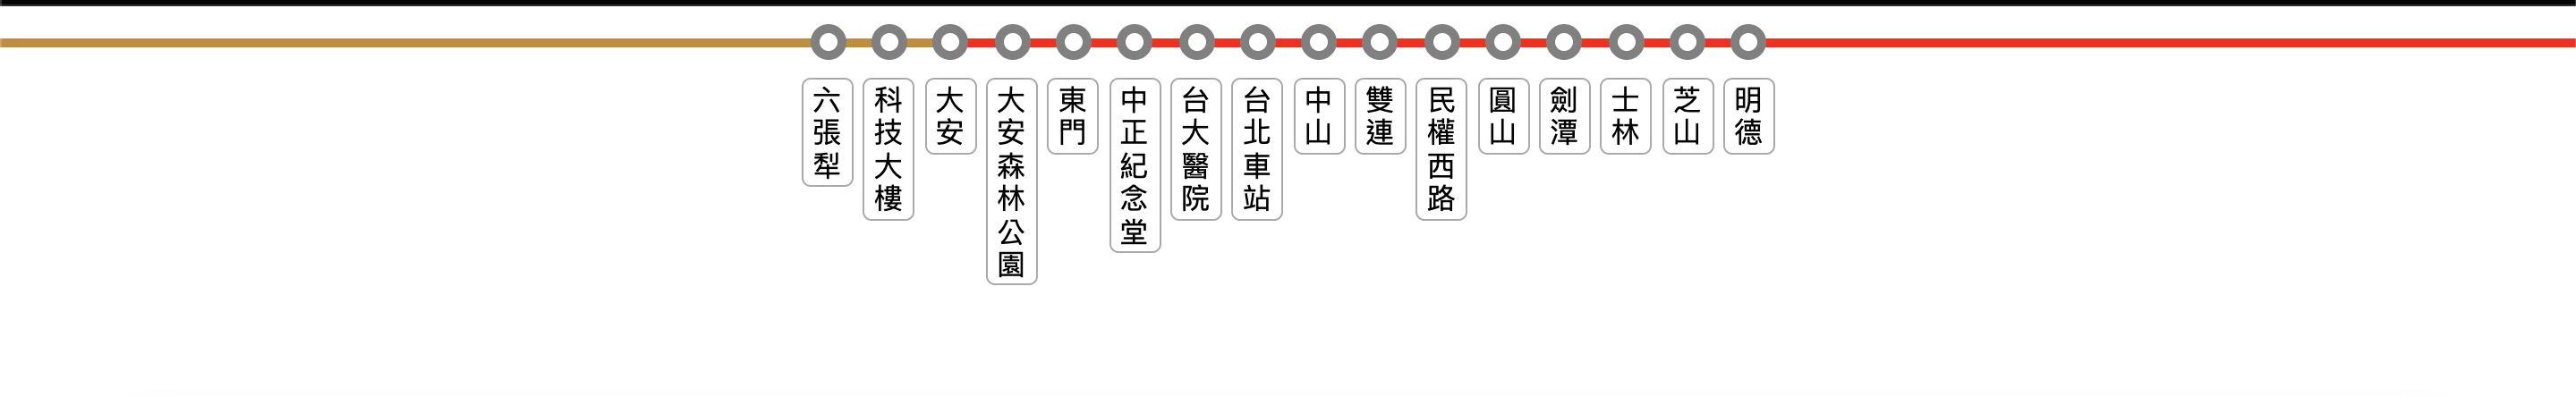 六張犁
科技大樓
大安
大安森林公園
東門
中正紀念堂
台大醫院
台北車站
中山
雙連
民權西路
圓山
劍潭
士林
芝山
明德